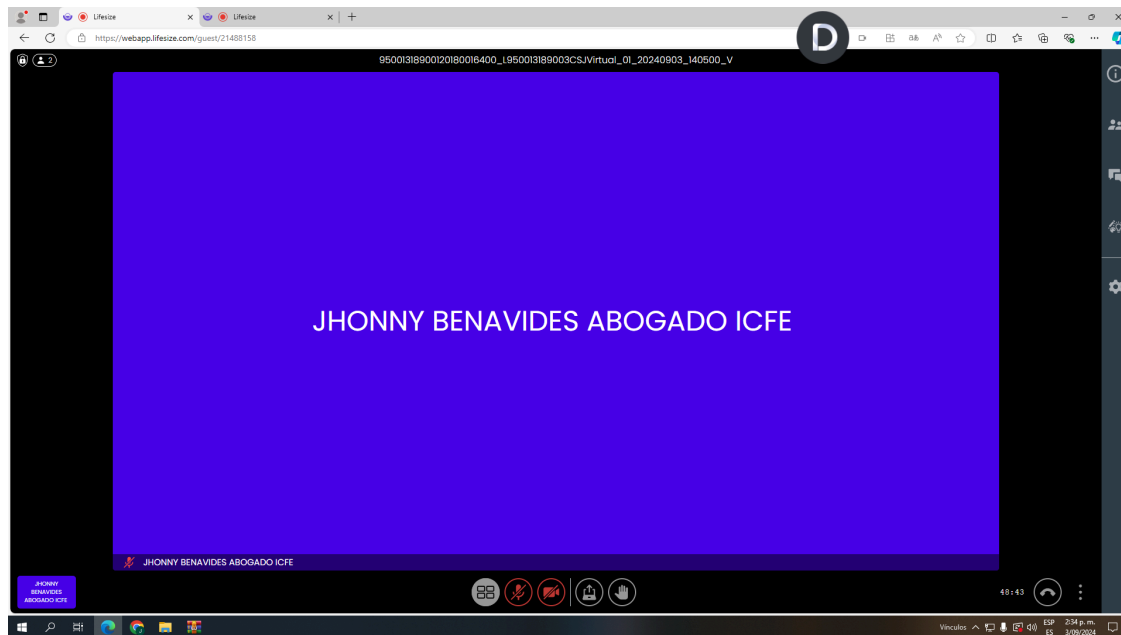 Lifesize
Lifesize
https://webapp.lifesize.com/guest/21488158
D
2
95001318900120180016400_L950013189003CSJVirtual_01_20240903_140500_V
JHONNY BENAVIDES ABOGADO ICFE
JHONNY BENAVIDES ABOGADO ICFE
JHONNY
BENAVIDES
ABOGADO ICFE
48:43
Vínculos
ESP
ES
2:34 p. m.
3/09/2024